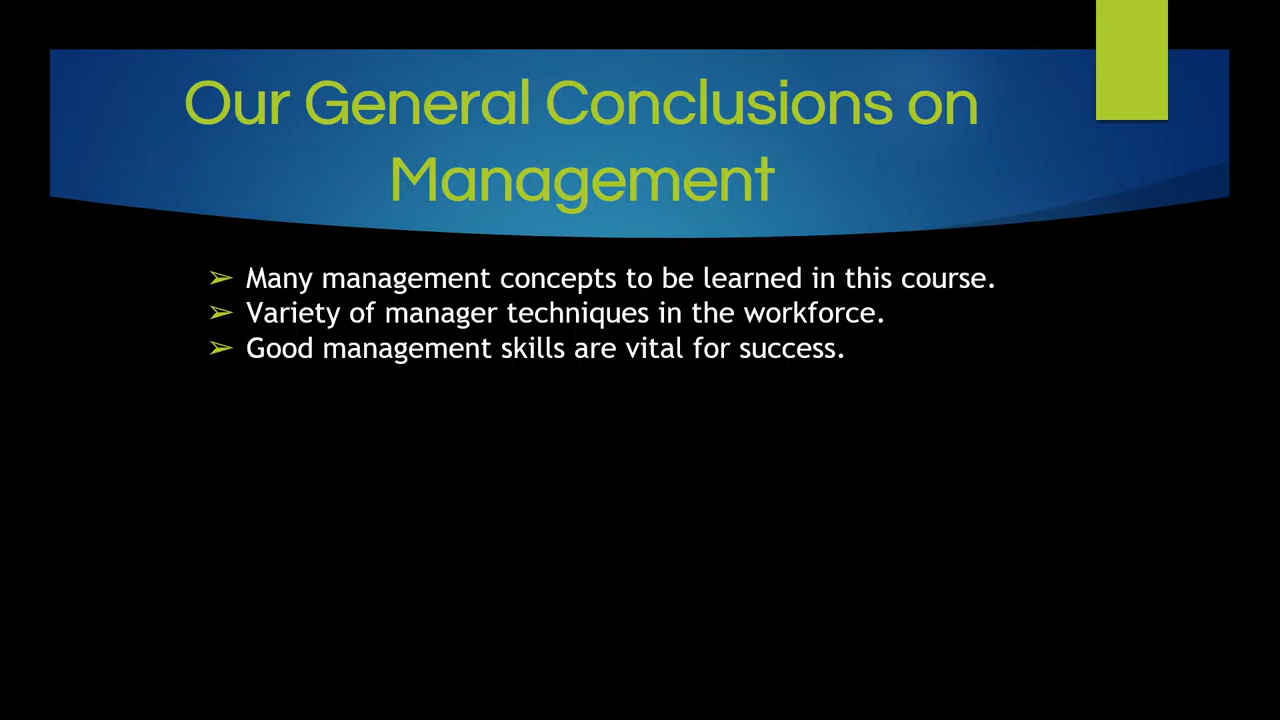 Our General Conclusions on
Management
➢ Many management concepts to be learned in this course.
➢ Variety of manager techniques in the workforce.
➢ Good management skills are vital for success.